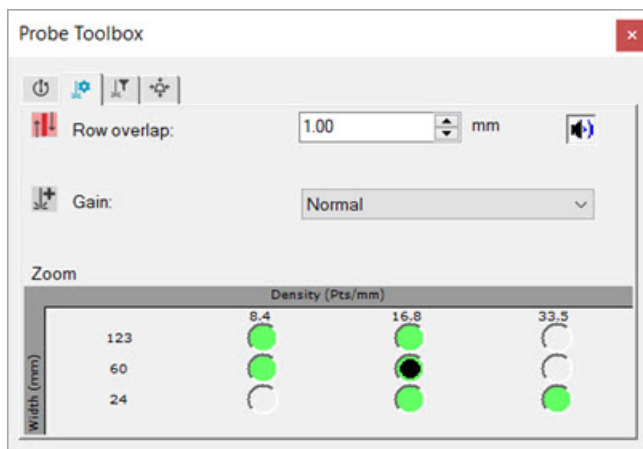 Probe Toolbox
Row overlap: 1.00 mm
Gain: Normal
Zoom
Density (Pts/mm)
8.4 16.8 33.5
Width (mm)
123
60
24